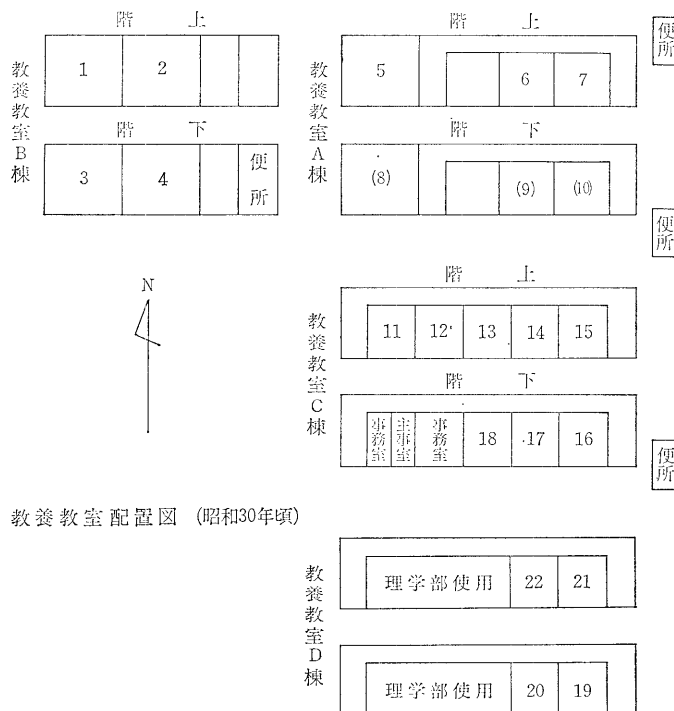 階上
1 2
教養教室B棟
階下
3 4 便所
階上
5 6 7
便所
教養教室A棟
階下
(8) (9) (10)
便所
N
階上
11 12 13 14 15
教養教室C棟
階下
事務室 主事室 事務室 18 17 16
便所
教養教室配置図 (昭和30年頃)
教養教室D棟
理学部使用 22 21
理学部使用 20 19